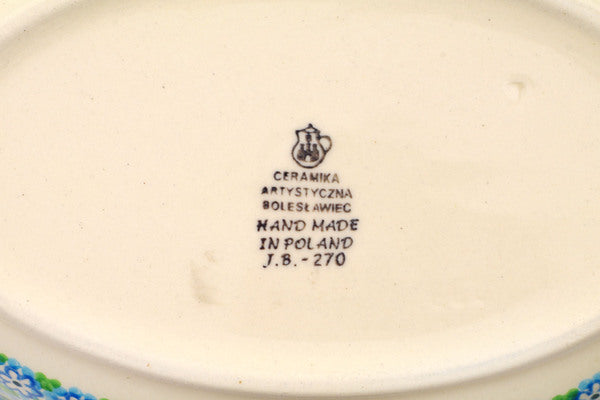 CERAMIKA
ARTYSTYCZNA
BOLESŁAWIEC
HAND MADE
IN POLAND
J.B.-270